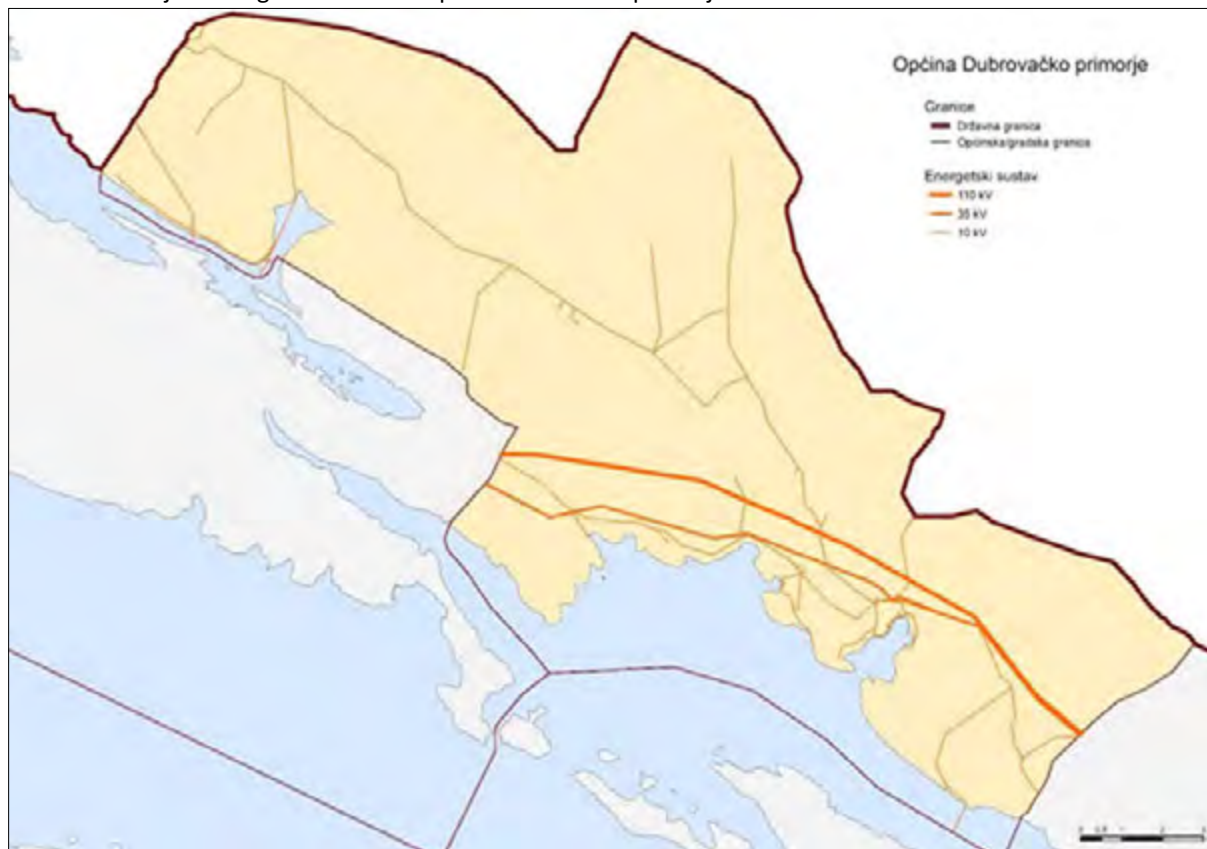 Općina Dubrovačko primorje
Granice
Državna granica
Općinska/gradska granica
Energetski sustav
110 kV
35 kV
10 kV